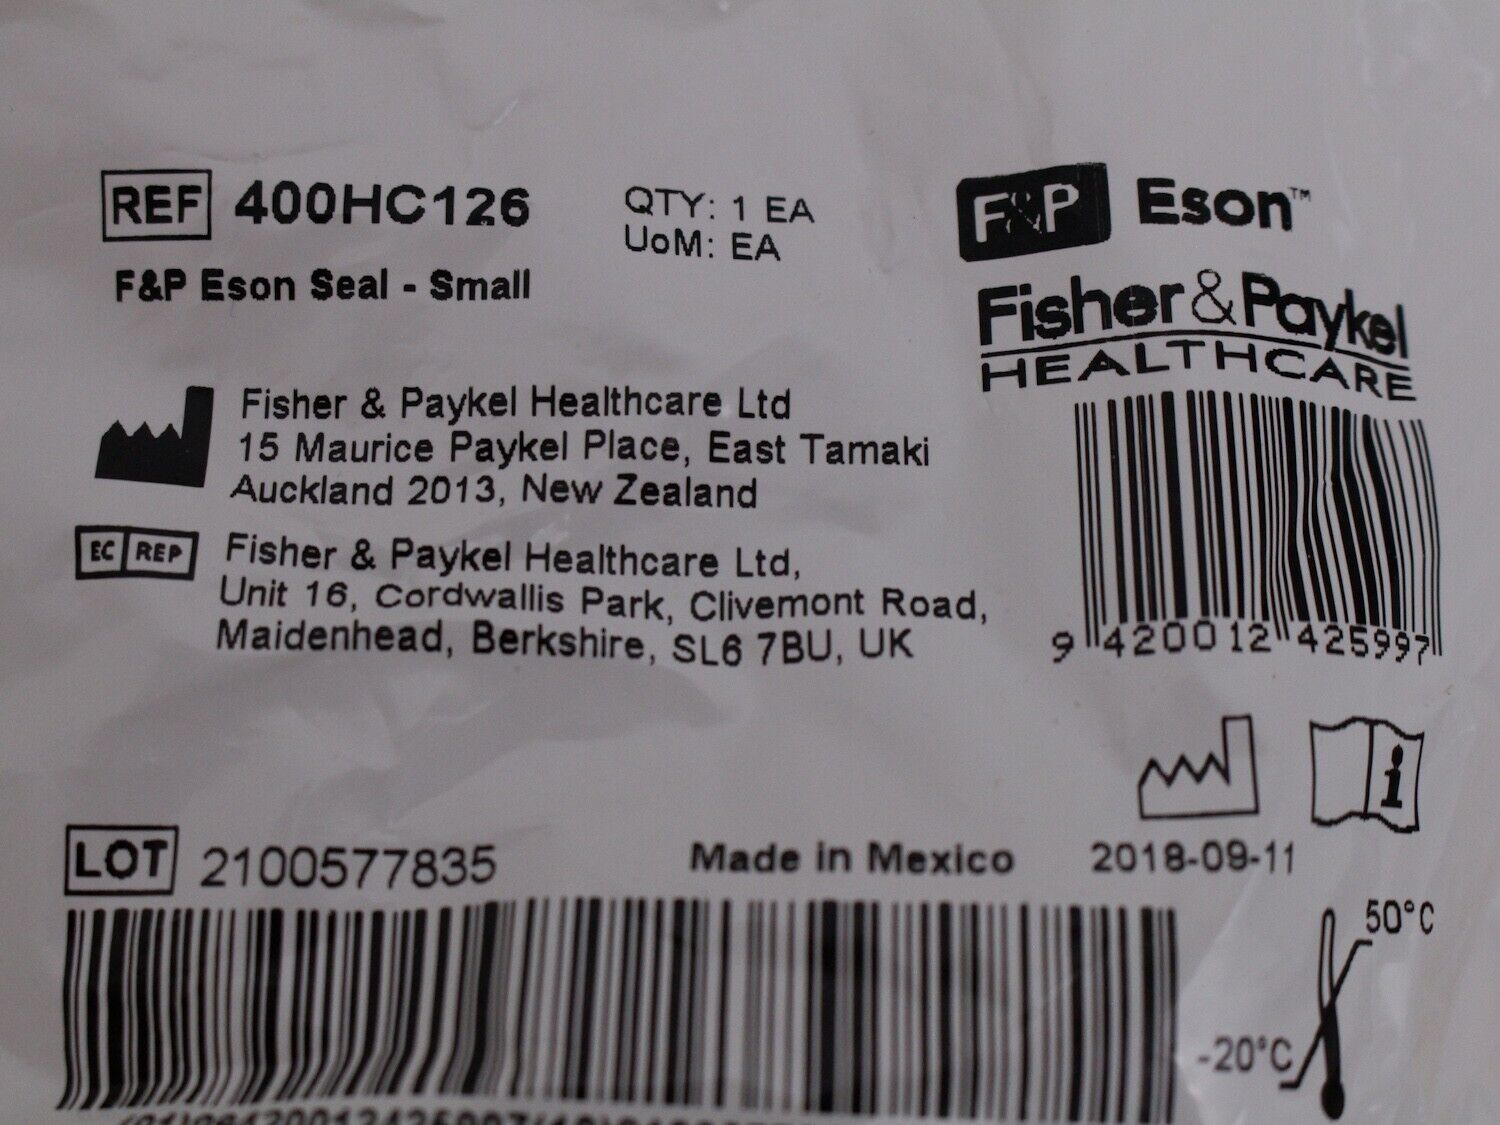 REF 400HC126
QTY: 1 EA
UoM: EA
F&P Eson Seal - Small
F&P Eson™
Fisher&Paykel
HEALTHCARE
Fisher & Paykel Healthcare Ltd
15 Maurice Paykel Place, East Tamaki
Auckland 2013, New Zealand
EC REP
Fisher & Paykel Healthcare Ltd,
Unit 16, Cordwallis Park, Clivemont Road,
Maidenhead, Berkshire, SL6 7BU, UK
9 420012 425997
i
LOT 2100577835
Made in Mexico
2018-09-11
50°C
-20°C